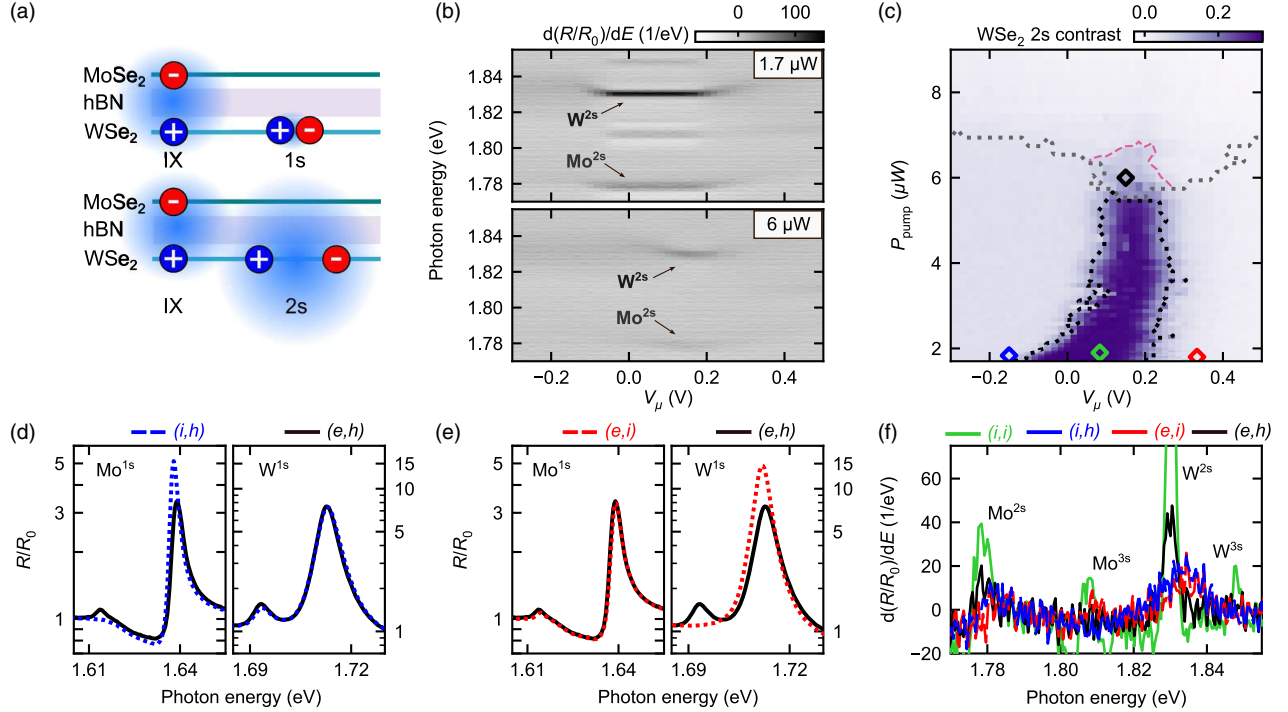 (a)
MoSe₂
−
hBN
WSe₂
+
+ −
IX
1s
MoSe₂
−
hBN
WSe₂
+
+
−
IX
2s
(b)
0
100
d(R/R₀)/dE (1/eV)
1.7 μW
W²ˢ
Mo²ˢ
1.84
1.82
1.80
1.78
Photon energy (eV)
6 μW
W²ˢ
Mo²ˢ
1.84
1.82
1.80
1.78
−0.2
0.0
0.2
0.4
V_μ (V)
(c)
0.0
0.2
WSe₂ 2s contrast
8
6
4
2
P_pump (μW)
−0.2
0.0
0.2
0.4
V_μ (V)
(d)
(i,h)
(e,h)
Mo¹ˢ
W¹ˢ
5
3
1
R/R₀
15
10
5
1
1.61
1.64
1.69
1.72
Photon energy (eV)
(e)
(e,i)
(e,h)
Mo¹ˢ
W¹ˢ
5
3
1
R/R₀
15
10
5
1
1.61
1.64
1.69
1.72
Photon energy (eV)
(f)
(i,i)
(i,h)
(e,i)
(e,h)
W²ˢ
Mo²ˢ
Mo³ˢ
W³ˢ
60
40
20
0
−20
d(R/R₀)/dE (1/eV)
1.78
1.80
1.82
1.84
Photon energy (eV)